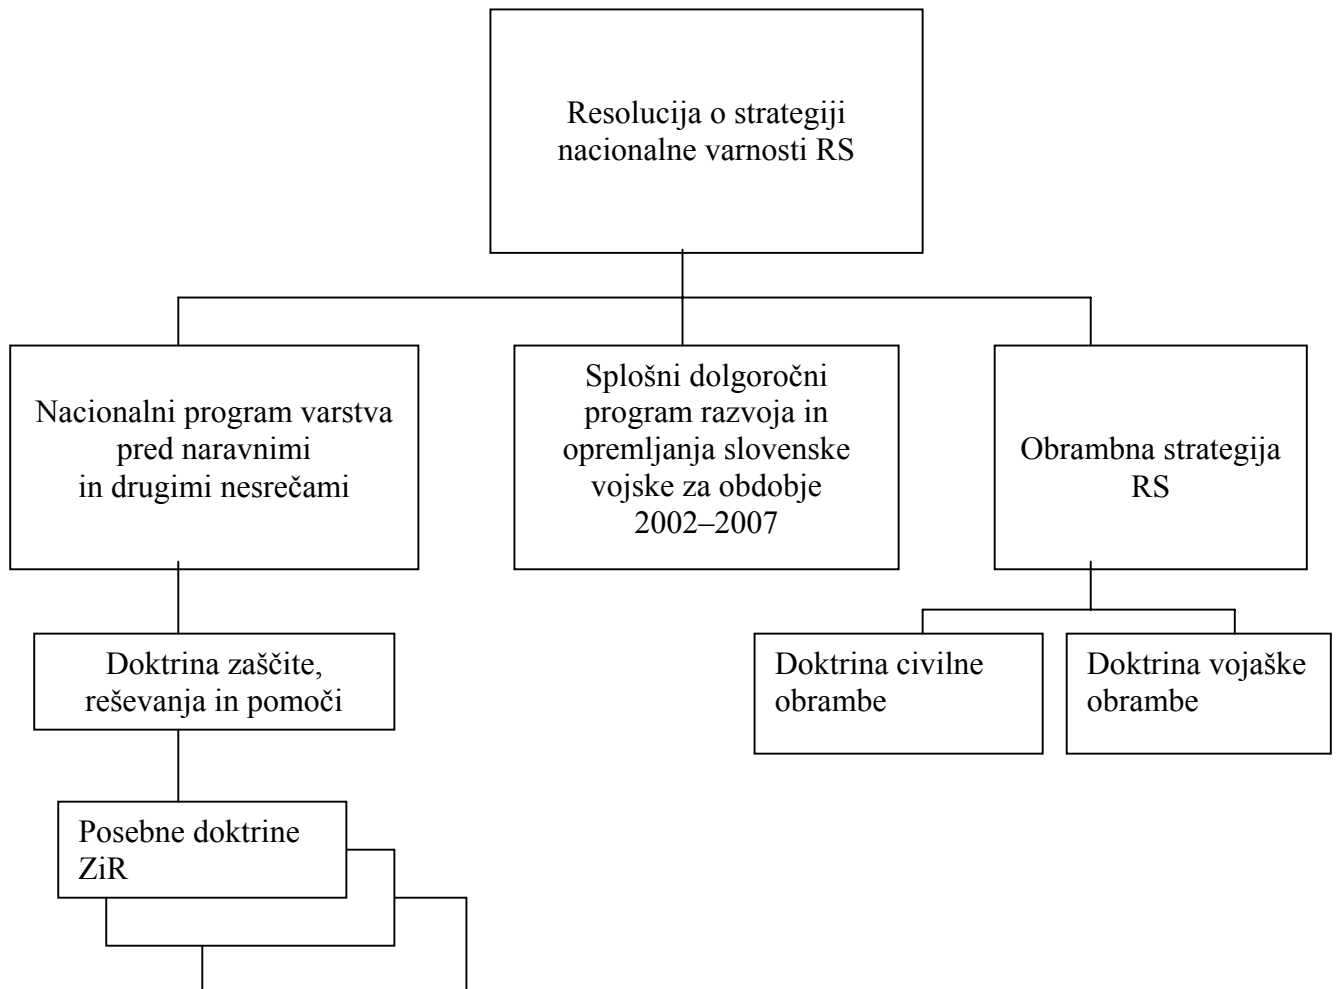 Resolucija o strategiji
nacionalne varnosti RS
Nacionalni program varstva
pred naravnimi
in drugimi nesrečami
Splošni dolgoročni
program razvoja in
opremljanja slovenske
vojske za obdobje
2002–2007
Obrambna strategija
RS
Doktrina zaščite,
reševanja in pomoči
Doktrina civilne
obrambe
Doktrina vojaške
obrambe
Posebne doktrine
ZiR